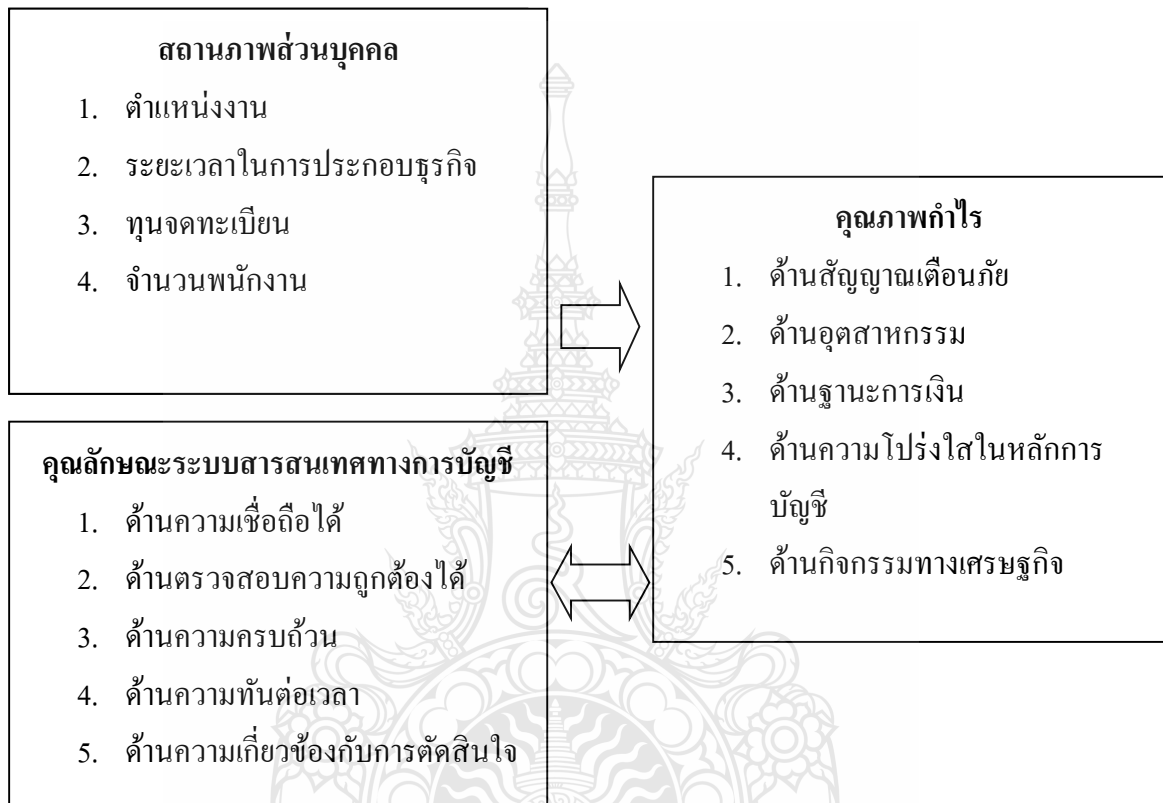 สถานภาพส่วนบุคคล
1. ตำแหน่งงาน
2. ระยะเวลาในการประกอบธุรกิจ
3. ทุนจดทะเบียน
4. จำนวนพนักงาน
คุณลักษณะระบบสารสนเทศทางการบัญชี
1. ด้านความเชื่อถือได้
2. ด้านตรวจสอบความถูกต้องได้
3. ด้านความครบถ้วน
4. ด้านความทันต่อเวลา
5. ด้านความเกี่ยวข้องกับการตัดสินใจ
คุณภาพกำไร
1. ด้านสัญญาณเตือนภัย
2. ด้านอุตสาหกรรม
3. ด้านฐานะการเงิน
4. ด้านความโปร่งใสในหลักการ
บัญชี
5. ด้านกิจกรรมทางเศรษฐกิจ